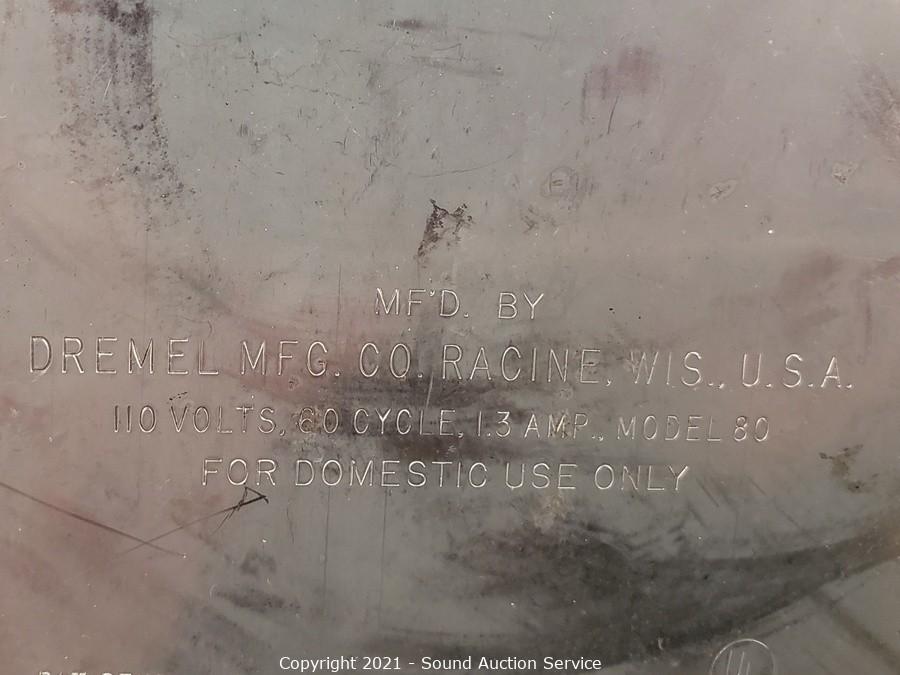 MF'D. BY
DREMEL MFG. CO. RACINE, WIS., U.S.A.
110 VOLTS, 60 CYCLE, 1.3 AMP., MODEL 80
FOR DOMESTIC USE ONLY
Copyright 2021 - Sound Auction Service